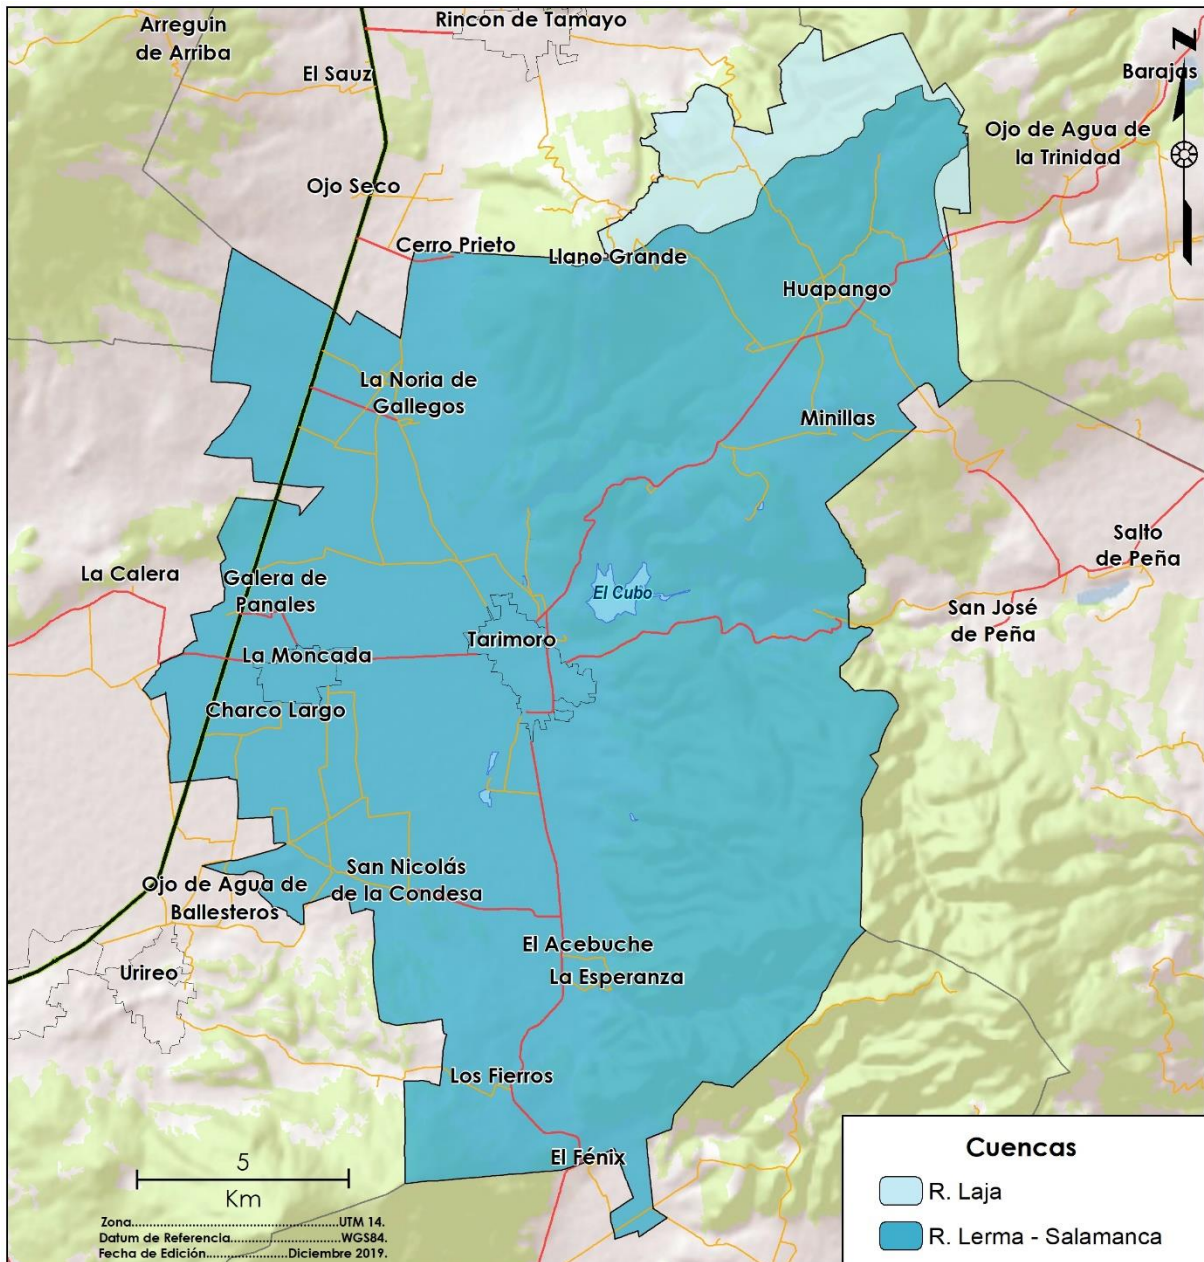 Arreguin
de Arriba
Rincon de Tamayo
El Sauz
Barajas
Ojo de Agua de
la Trinidad
Ojo Seco
Cerro Prieto
Llano Grande
Huapango
La Noria de
Gallegos
Minillas
La Calera
Galera de
Panales
El Cubo
Salto
de Peña
San José
de Peña
Tarimoro
La Moncada
Charco Largo
San Nicolás
de la Condesa
Ojo de Agua de
Ballesteros
El Acebuche
La Esperanza
Urireo
Los Fierros
El Fénix
5
Km
Zona.......................................................UTM 14.
Datum de Referencia..........................WGS84.
Fecha de Edición................Diciembre 2019.
Cuencas
R. Laja
R. Lerma - Salamanca
N